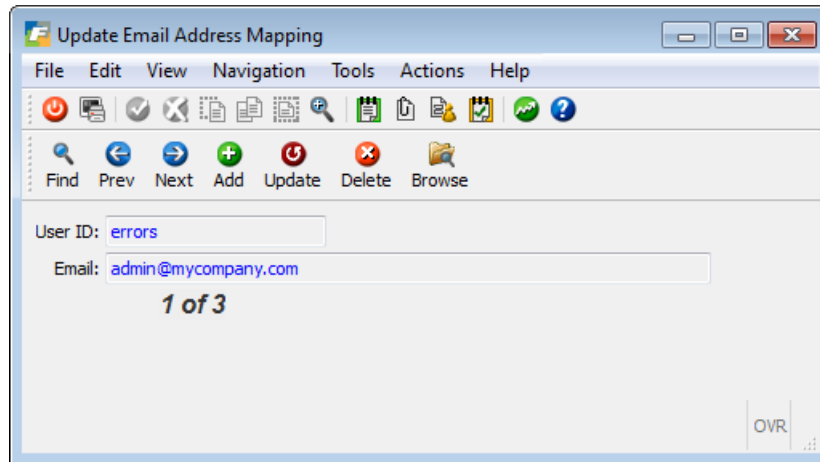 Update Email Address Mapping
File Edit View Navigation Tools Actions Help
Find Prev Next Add Update Delete Browse
User ID: errors
Email: admin@mycompany.com
1 of 3
OVR